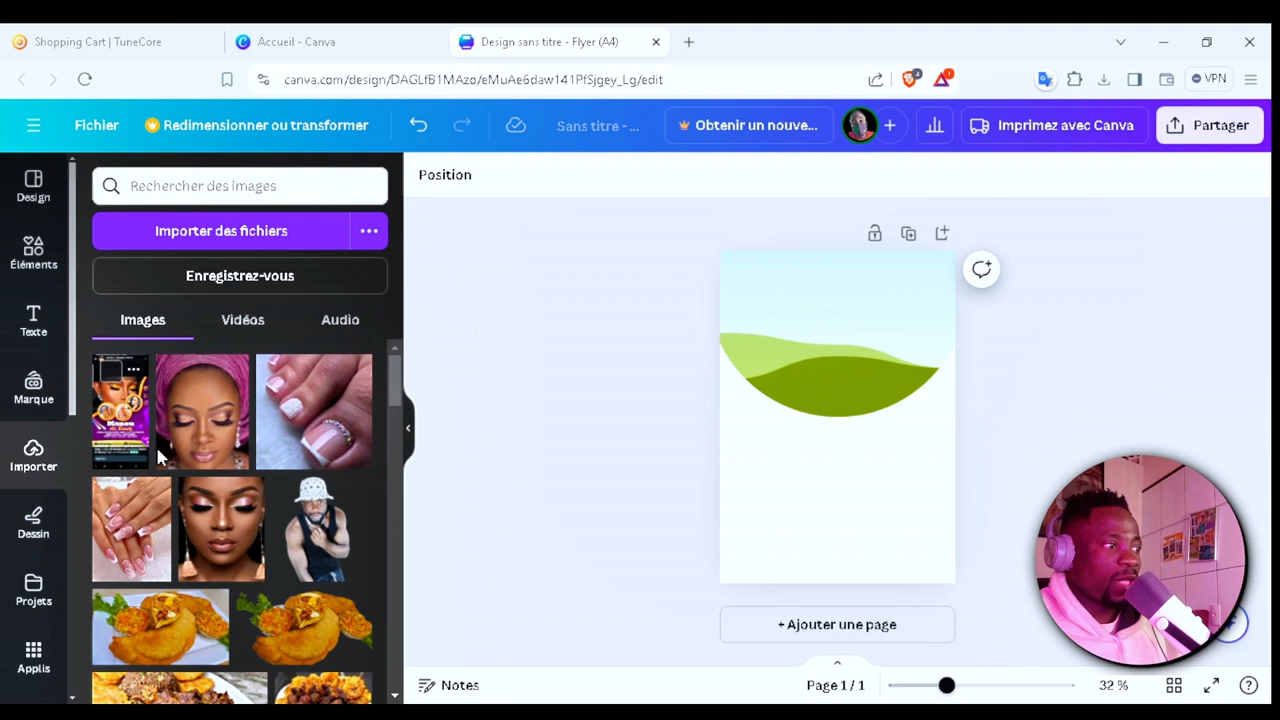 Shopping Cart | TuneCore
Accueil - Canva
Design sans titre - Flyer (A4)
canva.com/design/DAGLfB1MAzo/eMuAe6daw141PfSjgey_Lg/edit
VPN
Fichier
Redimensionner ou transformer
Sans titre - ...
Obtenir un nouve...
Imprimez avec Canva
Partager
Design
Éléments
Texte
Marque
Importer
Dessin
Projets
Applis
Rechercher des images
Importer des fichiers
Enregistrez-vous
Images
Vidéos
Audio
Position
Manou
+ Ajouter une page
Notes
Page 1 / 1
32 %